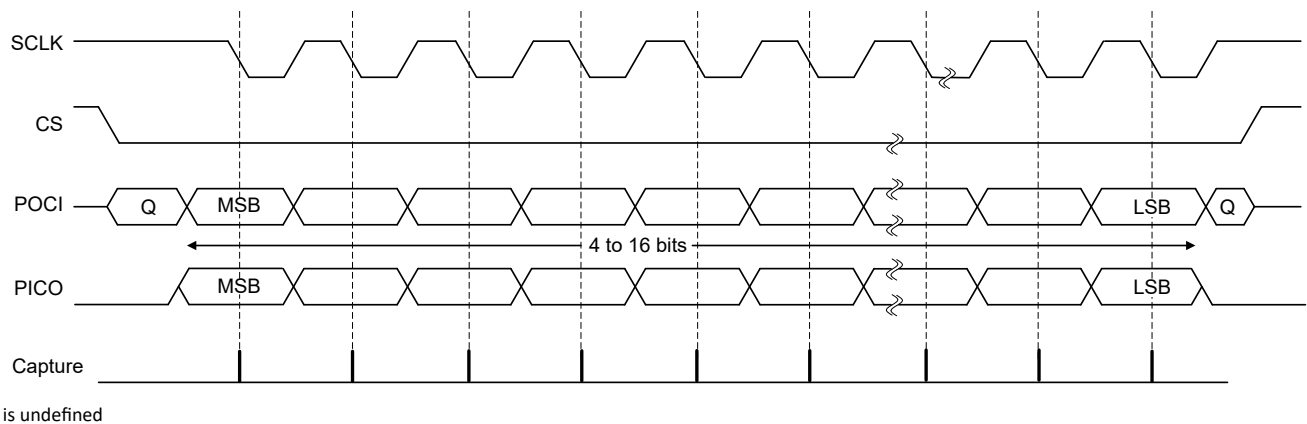 SCLK
CS
POCI Q MSB LSB Q
4 to 16 bits
PICO MSB LSB
Capture
is undefined